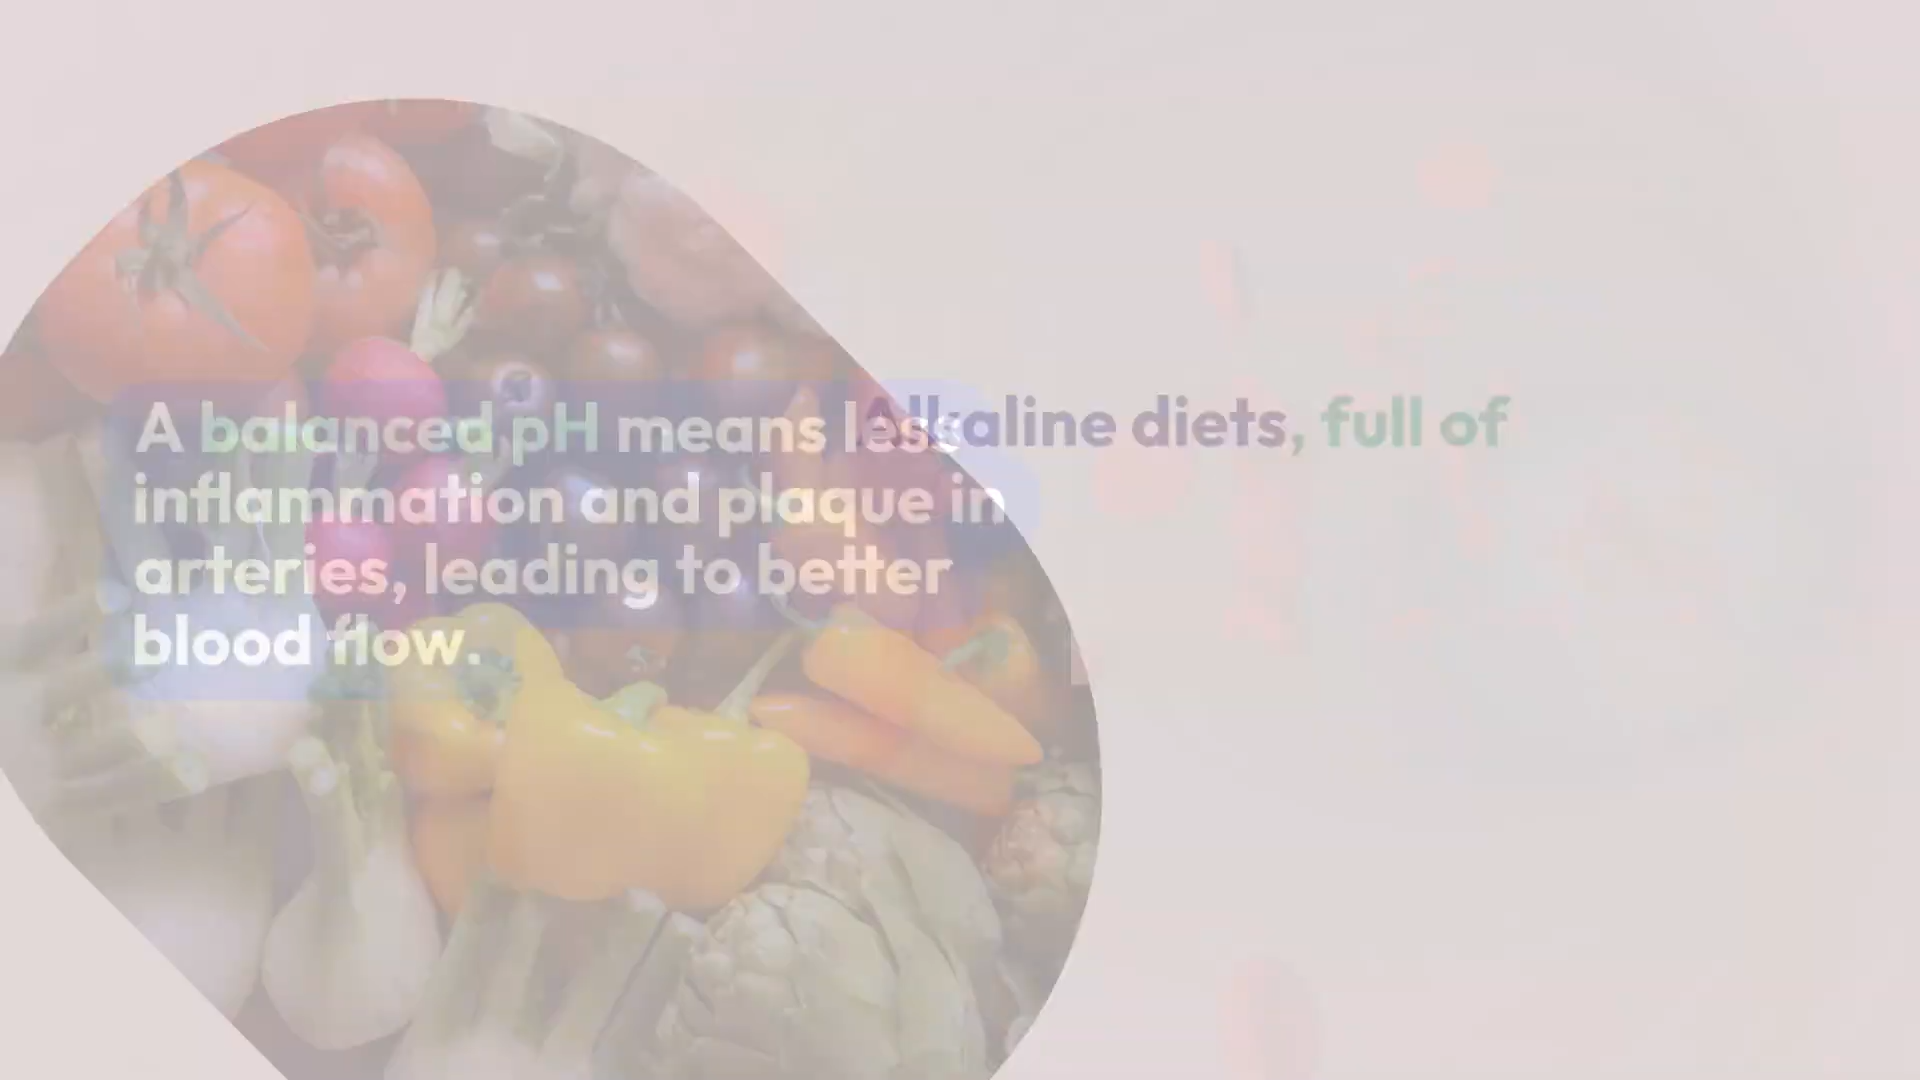 A balanced pH means less
inflammation and plaque in
arteries, leading to better
blood flow.
Alkaline diets, full of